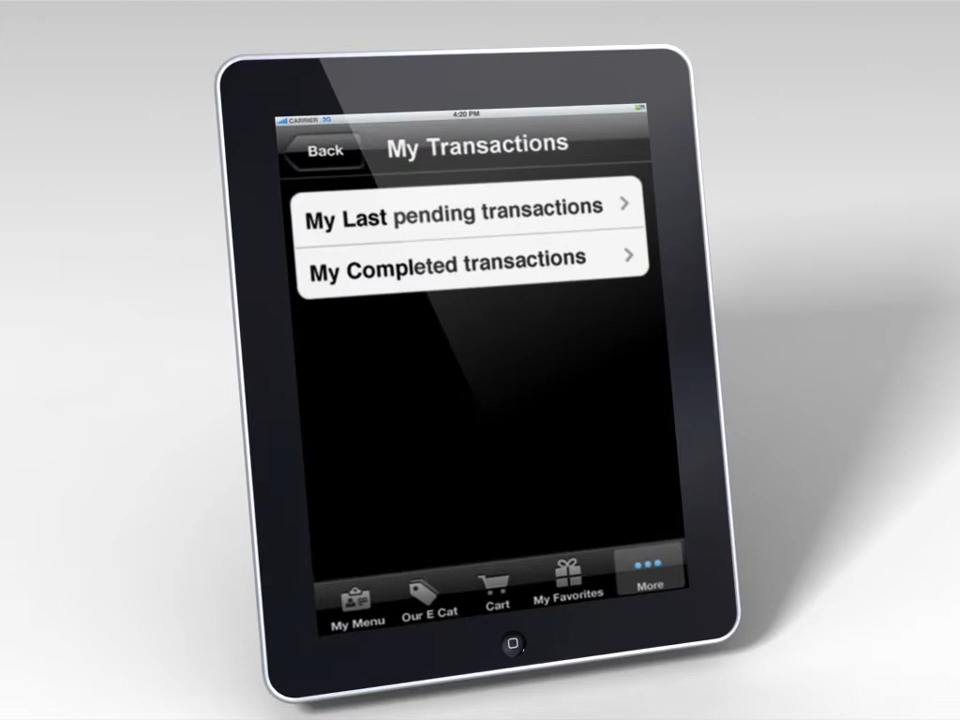 CARRIER 3G 4:20 PM
Back My Transactions
My Last pending transactions
My Completed transactions
My Menu Our E Cat Cart My Favorites More